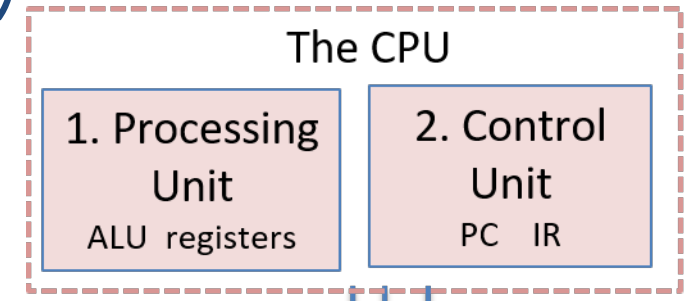 The CPU
1. Processing
Unit
ALU registers
2. Control
Unit
PC IR